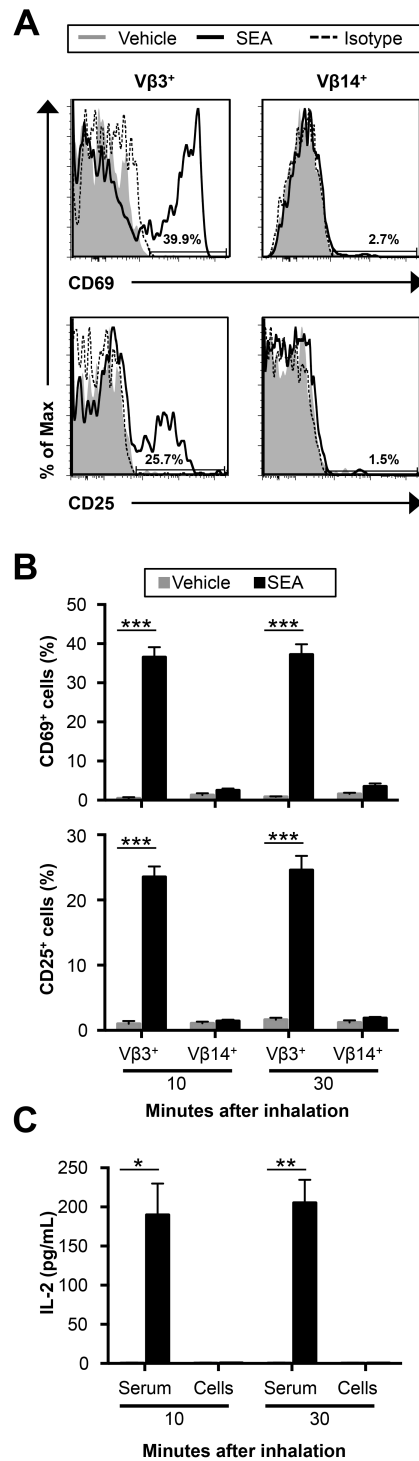 A
Vehicle SEA Isotype
Vβ3⁺ Vβ14⁺
39.9% 2.7%
CD69
% of Max
25.7% 1.5%
CD25
B
Vehicle SEA
50
40
30
20
10
0
CD69⁺ cells (%)
*** ***
30
20
10
0
CD25⁺ cells (%)
*** ***
Vβ3⁺ Vβ14⁺ Vβ3⁺ Vβ14⁺
10 30
Minutes after inhalation
C
250
200
150
100
50
0
IL-2 (pg/mL)
* **
Serum Cells Serum Cells
10 30
Minutes after inhalation